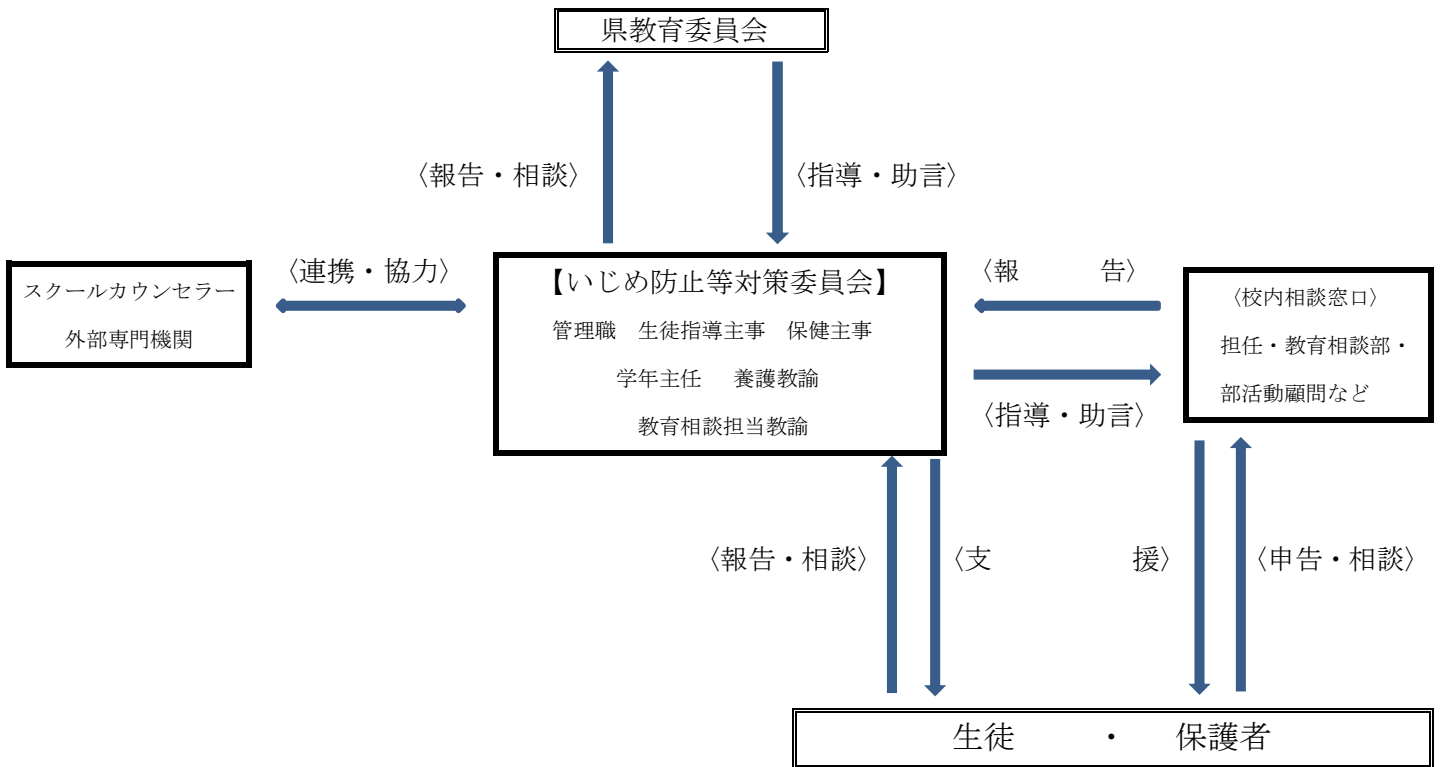 県教育委員会
〈報告・相談〉
〈指導・助言〉
スクールカウンセラー
外部専門機関
〈連携・協力〉
【いじめ防止等対策委員会】
管理職 生徒指導主事 保健主事
学年主任 養護教諭
教育相談担当教諭
〈報 告〉
〈指導・助言〉
〈校内相談窓口〉
担任・教育相談部・
部活動顧問など
〈報告・相談〉
〈支 援〉
〈申告・相談〉
生徒 ・ 保護者